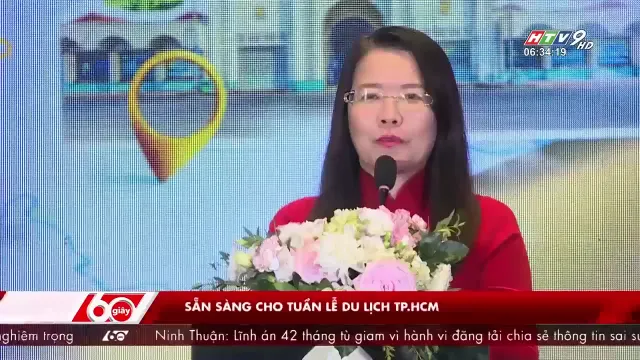 HTV9 HD
06:34:19
60 giây
SẴN SÀNG CHO TUẦN LỄ DU LỊCH TP.HCM
nghiêm trọng
60s
Ninh Thuận: Lĩnh án 42 tháng tù giam vì hành vi đăng tải chia sẻ thông tin sai sự